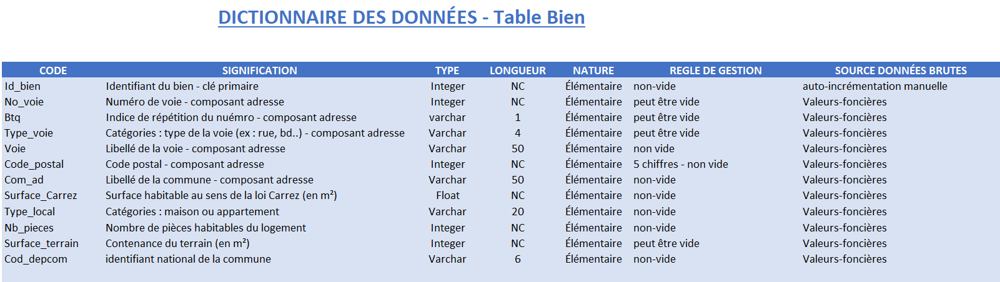 DICTIONNAIRE DES DONNÉES - Table Bien
CODE SIGNIFICATION TYPE LONGUEUR NATURE REGLE DE GESTION SOURCE DONNÉES BRUTES
Id_bien Identifiant du bien - clé primaire Integer NC Élémentaire non-vide auto-incrémentation manuelle
No_voie Numéro de voie - composant adresse Integer NC Élémentaire peut être vide Valeurs-foncières
Btq Indice de répétition du nuémro - composant adresse varchar 1 Élémentaire peut être vide Valeurs-foncières
Type_voie Catégories : type de la voie (ex : rue, bd..) - composant adresse Varchar 4 Élémentaire peut être vide Valeurs-foncières
Voie Libellé de la voie - composant adresse Varchar 50 Élémentaire non vide Valeurs-foncières
Code_postal Code postal - composant adresse Integer NC Élémentaire 5 chiffres - non vide Valeurs-foncières
Com_ad Libellé de la commune - composant adresse Varchar 50 Élémentaire non-vide Valeurs-foncières
Surface_Carrez Surface habitable au sens de la loi Carrez (en m²) Float NC Élémentaire non-vide Valeurs-foncières
Type_local Catégories : maison ou appartement Varchar 20 Élémentaire non-vide Valeurs-foncières
Nb_pieces Nombre de pièces habitables du logement Integer NC Élémentaire non-vide Valeurs-foncières
Surface_terrain Contenance du terrain (en m²) Integer NC Élémentaire peut être vide Valeurs-foncières
Cod_depcom identifiant national de la commune Varchar 6 Élémentaire non-vide Valeurs-foncières